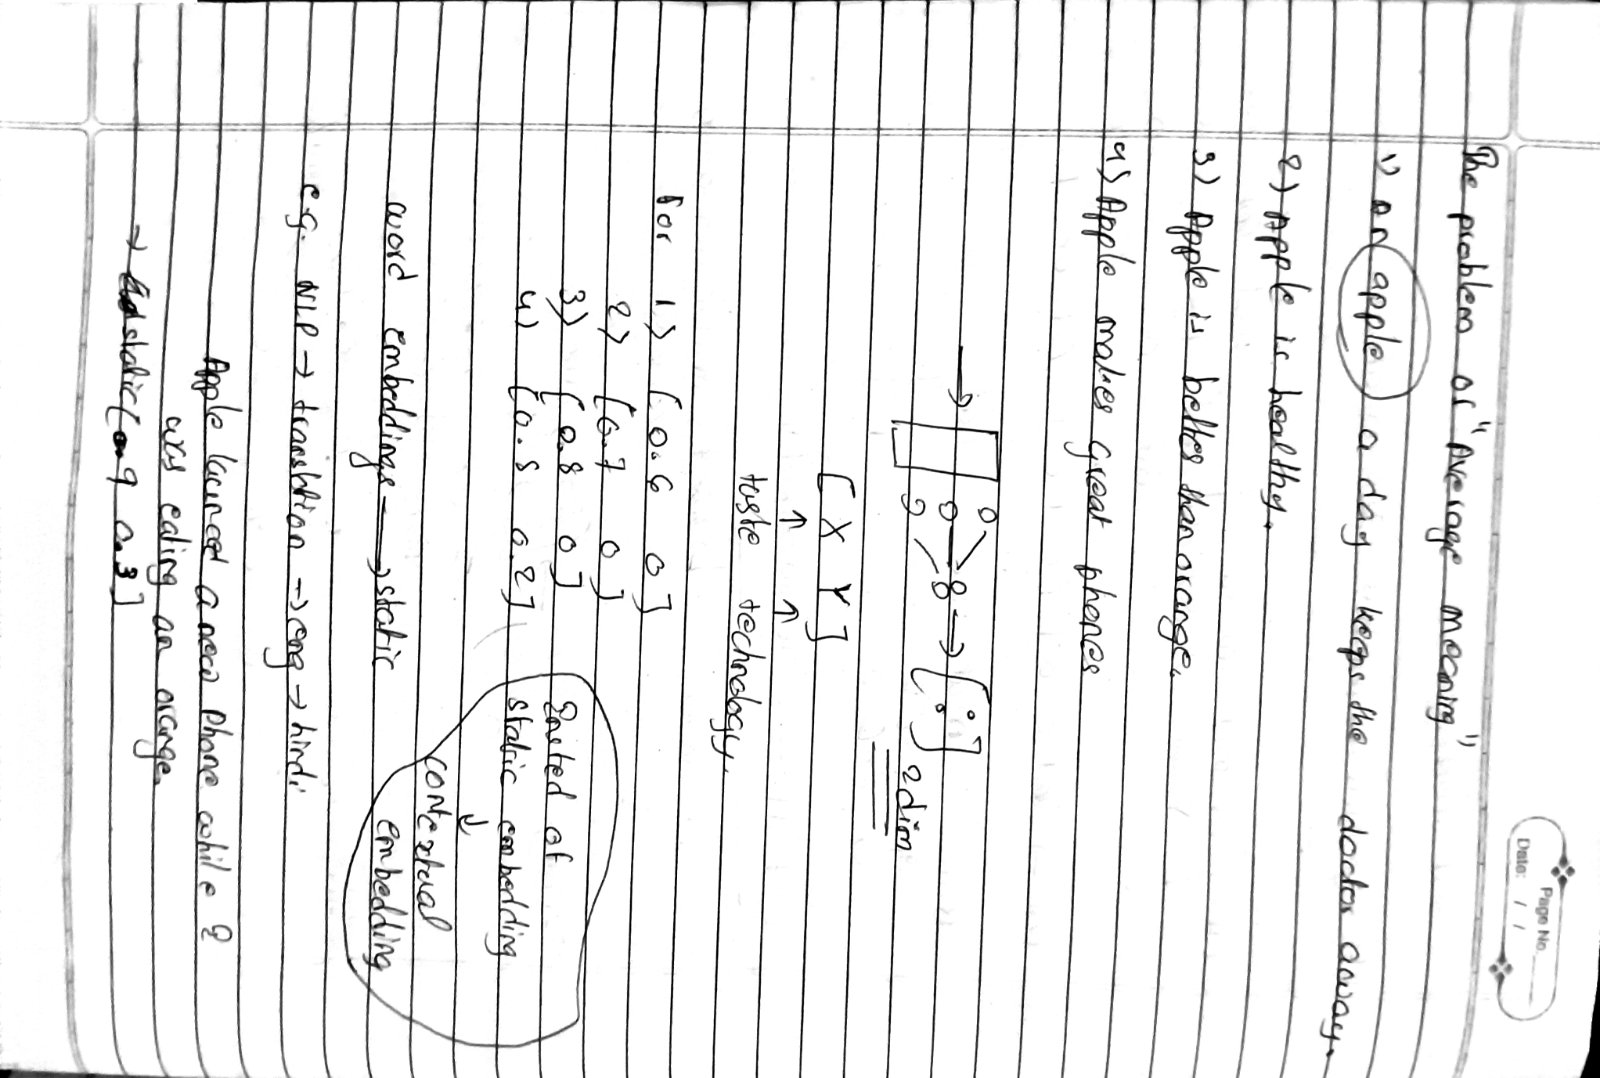 Page No.
Date: / /
The problem or "Average meaning"
1) An apple a day keeps the doctor away.
2) Apple is healthy.
3) Apple is better than orange.
4) Apple makes great phones
2 dim
[X Y]
taste technology.
For 1) [0.6 0]
2) [0.7 0]
3) [0.8 0]
4) [0.8 0.2]
Insted of
static embedding
contextual
embedding
word embeddings → static
e.g. NLP → translation → eng → hindi
Apple launced a new phone while I
was eating an orange.
→ static [0.9 0.3]